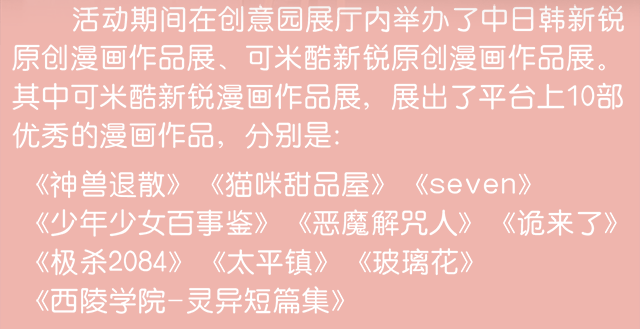 活动期间在创意园展厅内举办了中日韩新锐
原创漫画作品展、可米酷新锐原创漫画作品展。
其中可米酷新锐漫画作品展，展出了平台上10部
优秀的漫画作品，分别是：
《神兽退散》《猫咪甜品屋》《seven》
《少年少女百事鉴》《恶魔解咒人》《诡来了》
《极杀2084》《太平镇》《玻璃花》
《西陵学院-灵异短篇集》